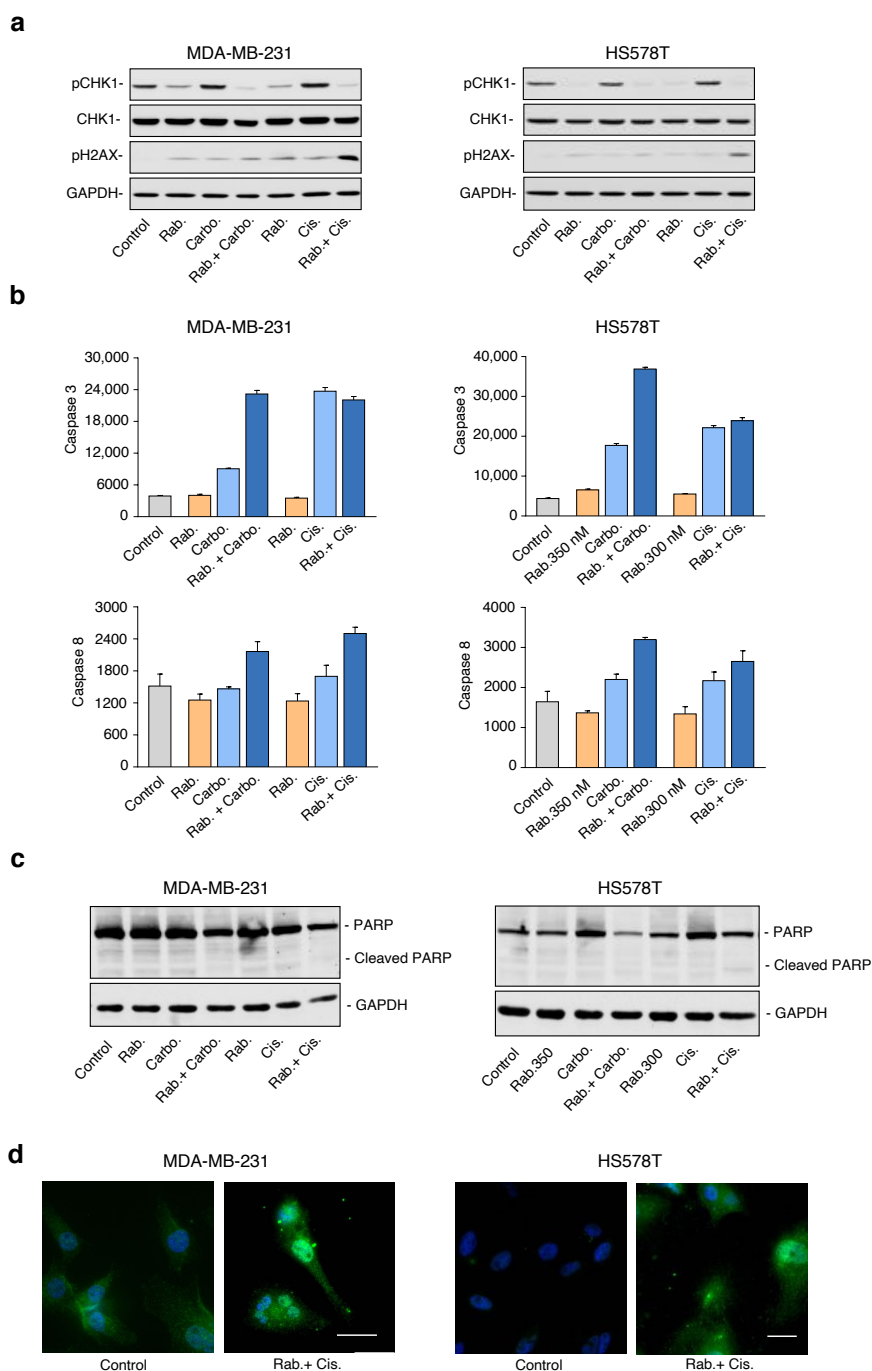 a
MDA-MB-231
pCHK1-
CHK1-
pH2AX-
GAPDH-
Control
Rab.
Carbo.
Rab.+ Carbo.
Rab.
Cis.
Rab.+ Cis.
HS578T
pCHK1-
CHK1-
pH2AX-
GAPDH-
Control
Rab.
Carbo.
Rab.+ Carbo.
Rab.
Cis.
Rab.+ Cis.
b
MDA-MB-231
Caspase 3
30,000
24,000
18,000
12,000
6000
0
Control
Rab.
Carbo.
Rab. + Carbo.
Rab.
Cis.
Rab.+ Cis.
HS578T
Caspase 3
40,000
30,000
20,000
10,000
0
Control
Rab.350 nM
Carbo.
Rab. + Carbo.
Rab.300 nM
Cis.
Rab.+ Cis.
Caspase 8
3000
2400
1800
1200
600
0
Control
Rab.
Carbo.
Rab. + Carbo.
Rab.
Cis.
Rab.+ Cis.
Caspase 8
4000
3000
2000
1000
0
Control
Rab.350 nM
Carbo.
Rab. + Carbo.
Rab.300 nM
Cis.
Rab.+ Cis.
c
MDA-MB-231
- PARP
- Cleaved PARP
- GAPDH
Control
Rab.
Carbo.
Rab.+ Carbo.
Rab.
Cis.
Rab.+ Cis.
HS578T
- PARP
- Cleaved PARP
- GAPDH
Control
Rab.350
Carbo.
Rab.+ Carbo.
Rab.300
Cis.
Rab.+ Cis.
d
MDA-MB-231
Control
Rab.+ Cis.
HS578T
Control
Rab.+ Cis.